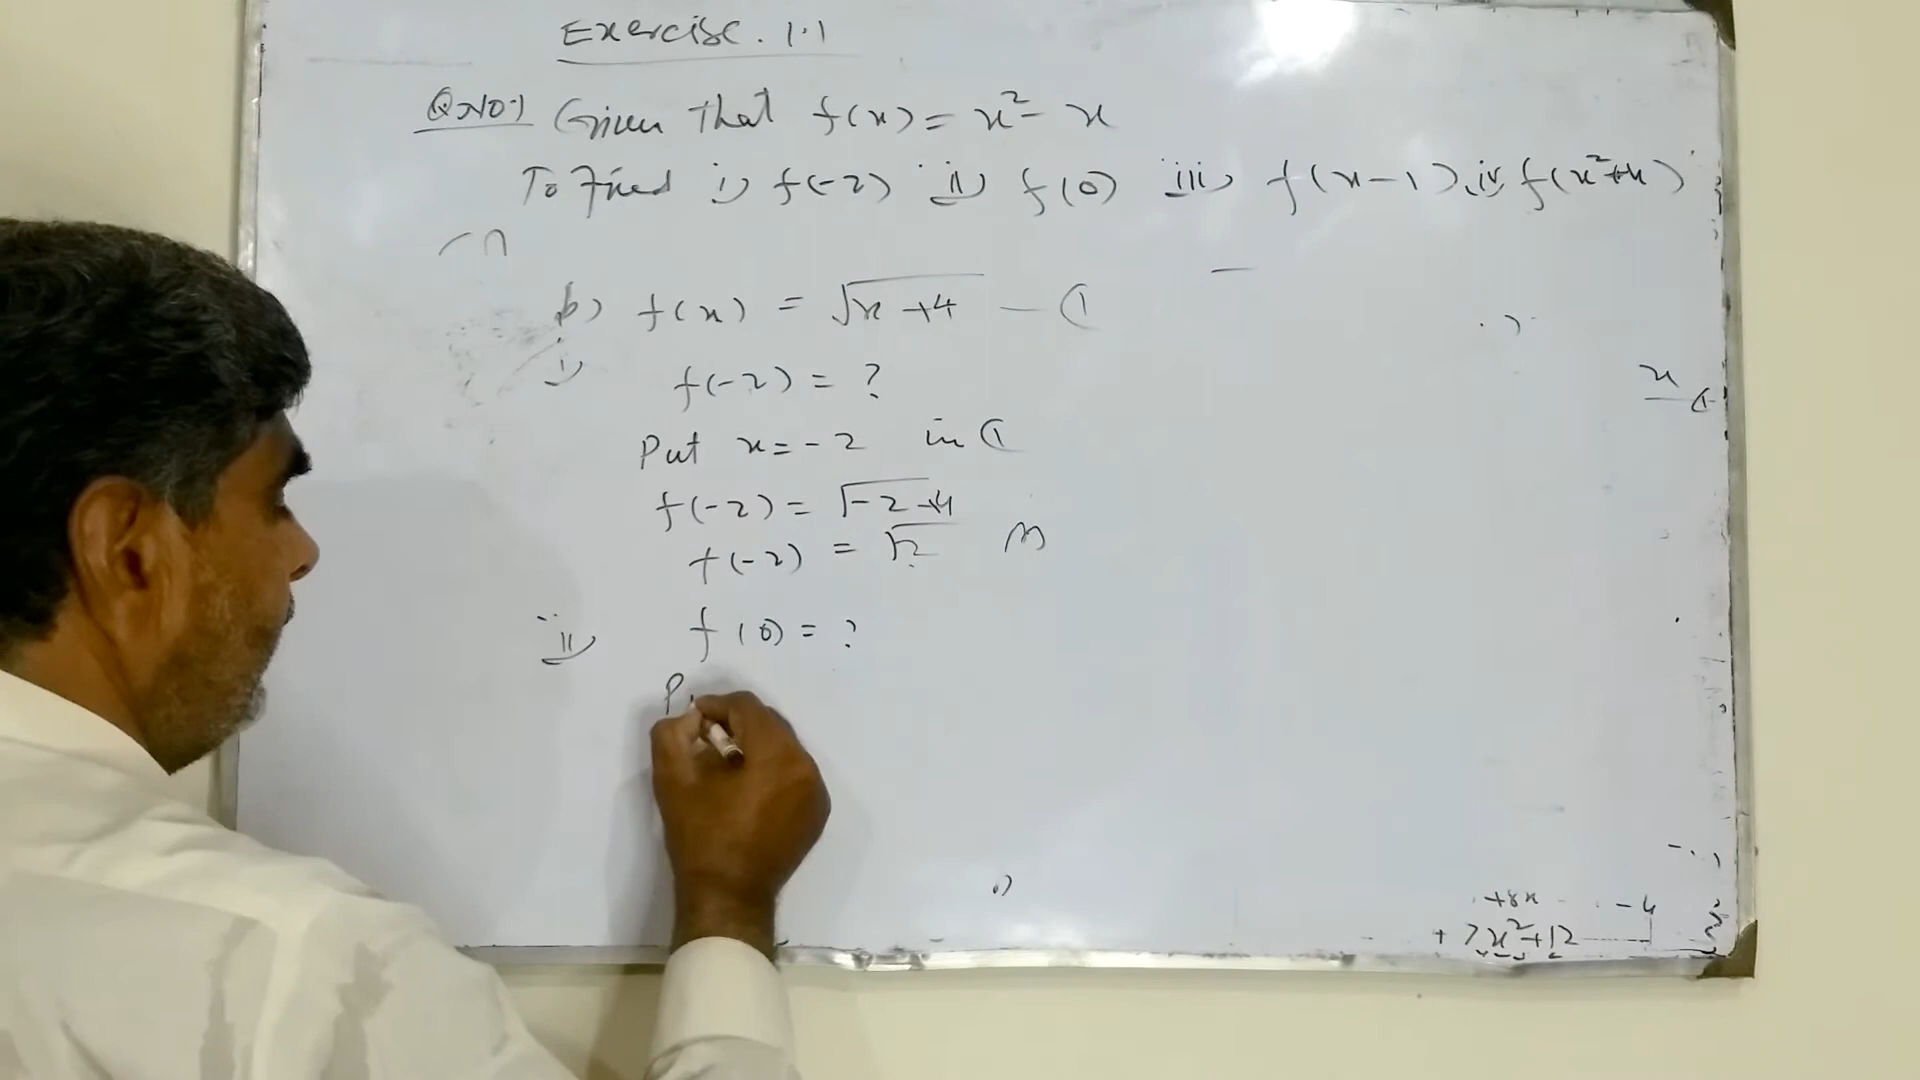 Exercise. 1.1
Q.NO.1 Given That f(x) = x² - x
To find i) f(-2) ii) f(0) iii) f(x-1), iv) f(x²+4)
b) f(x) = √x+4 — ①
i) f(-2) = ?
Put x = -2 in ①
f(-2) = √-2+4
f(-2) = √2
ii) f(0) = ?
P
x
+8x -4
+ 7x²+12